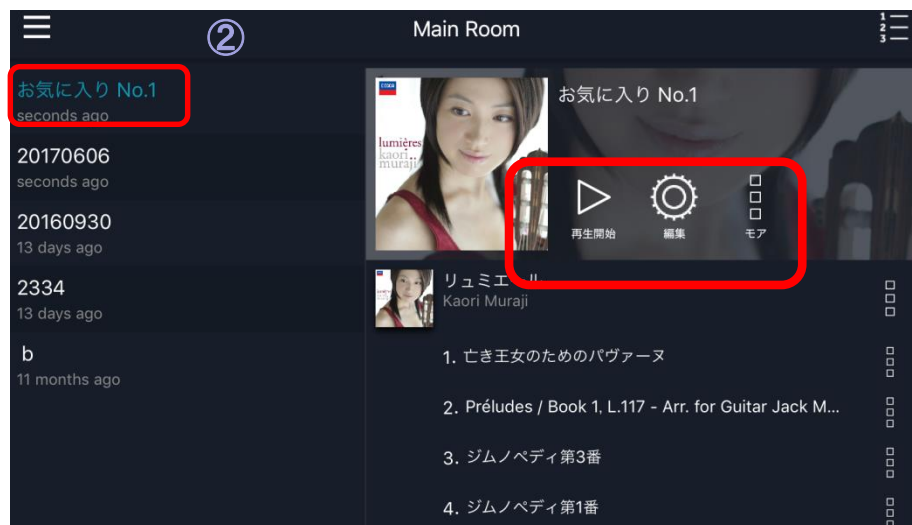 ②
Main Room
1
2
3
お気に入り No.1
seconds ago
20170606
seconds ago
20160930
13 days ago
2334
13 days ago
b
11 months ago
DECCA
lumières
kaori
muraji
お気に入り No.1
再生開始
編集
モア
リュミエール
Kaori Muraji
1. 亡き王女のためのパヴァーヌ
2. Préludes / Book 1, L.117 - Arr. for Guitar Jack M...
3. ジムノペディ第3番
4. ジムノペディ第1番